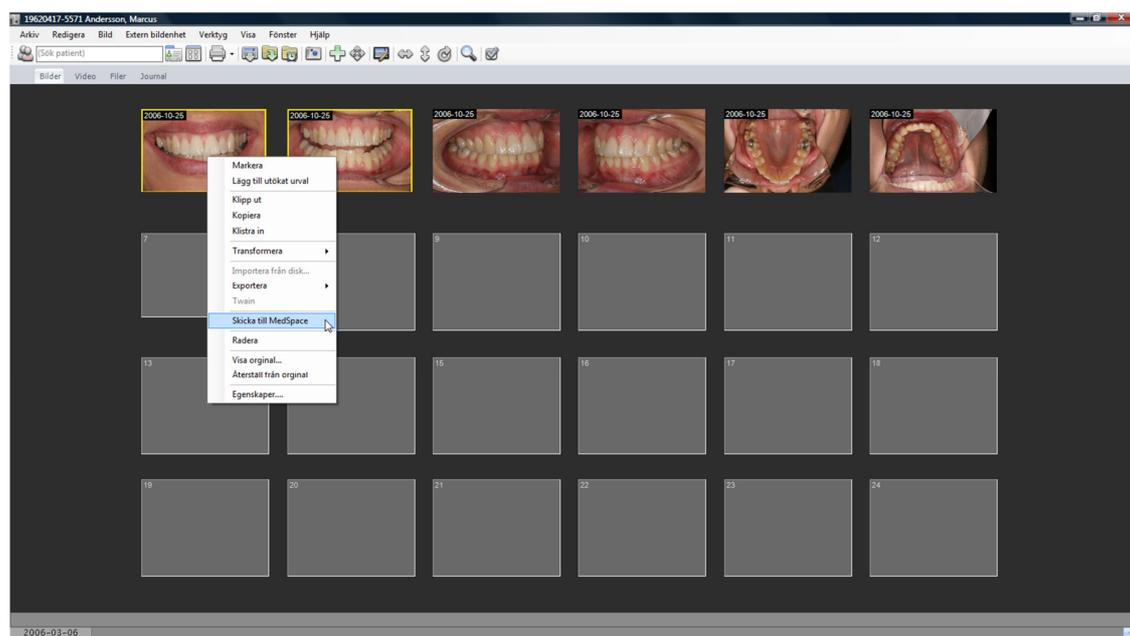 19620417-5571 Andersson, Marcus
Arkiv Redigera Bild Extern bildenhet Verktyg Visa Fönster Hjälp
(Sök patient)
Bilder Video Filer Journal
2006-10-25 2006-10-25 2006-10-25 2006-10-25 2006-10-25 2006-10-25
Markera
Lägg till utökat urval
Klipp ut
Kopiera
Klistra in
Transformera
Importera från disk...
Exportera
Twain
Skicka till MedSpace
Radera
Visa orginal...
Återställ från orginal
Egenskaper....
7 9 10 11 12
13 15 16 17 18
19 20 21 22 23 24
2006-03-06